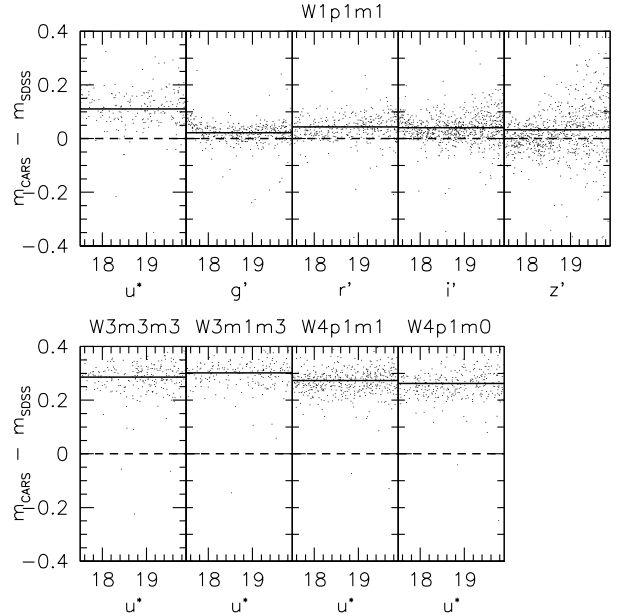 W1p1m1
m_CARS − m_SDSS
0.4
0.2
0
−0.2
−0.4
18 19 18 19 18 19 18 19 18 19
u* g' r' i' z'
W3m3m3 W3m1m3 W4p1m1 W4p1m0
m_CARS − m_SDSS
0.4
0.2
0
−0.2
−0.4
18 19 18 19 18 19 18 19
u* u* u* u*